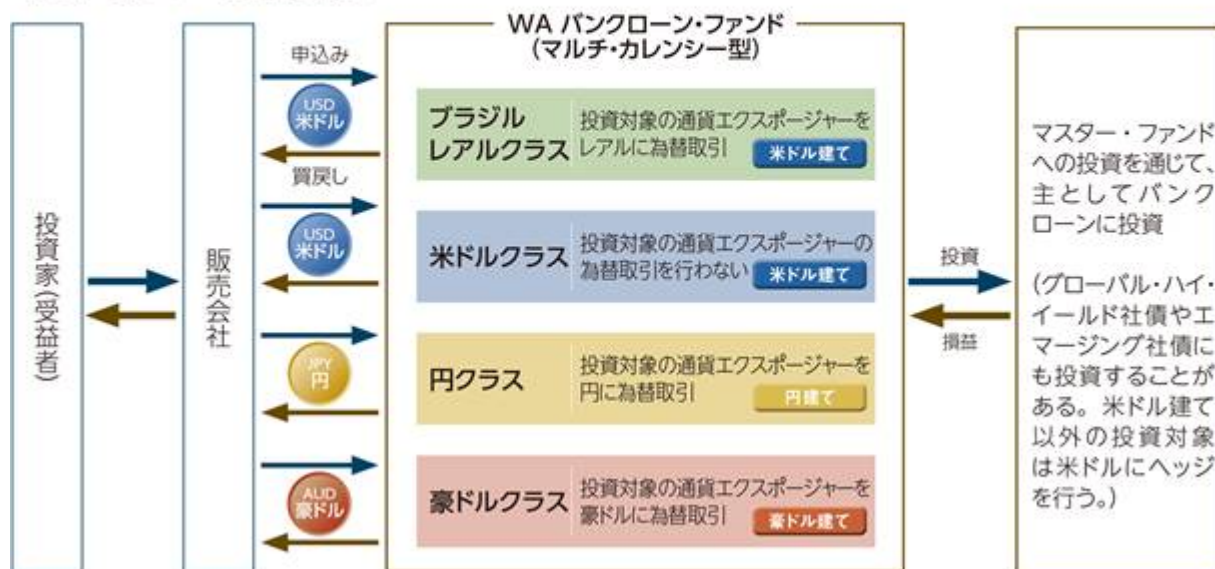 投資家(受益者)
販売会社
申込み
USD
米ドル
買戻し
USD
米ドル
JPY
円
AUD
豪ドル
WA バンクローン・ファンド
(マルチ・カレンシー型)
ブラジル
レアルクラス
投資対象の通貨エクスポージャーを
レアルに為替取引
米ドル建て
米ドルクラス
投資対象の通貨エクスポージャーの
為替取引を行わない
米ドル建て
円クラス
投資対象の通貨エクスポージャーを
円に為替取引
円建て
豪ドルクラス
投資対象の通貨エクスポージャーを
豪ドルに為替取引
豪ドル建て
投資
損益
マスター・ファンド
への投資を通じて、
主としてバンク
ローンに投資
(グローバル・ハイ・
イールド社債やエ
マージング社債に
も投資することが
ある。米ドル建て
以外の投資対象
は米ドルにヘッジ
を行う。)